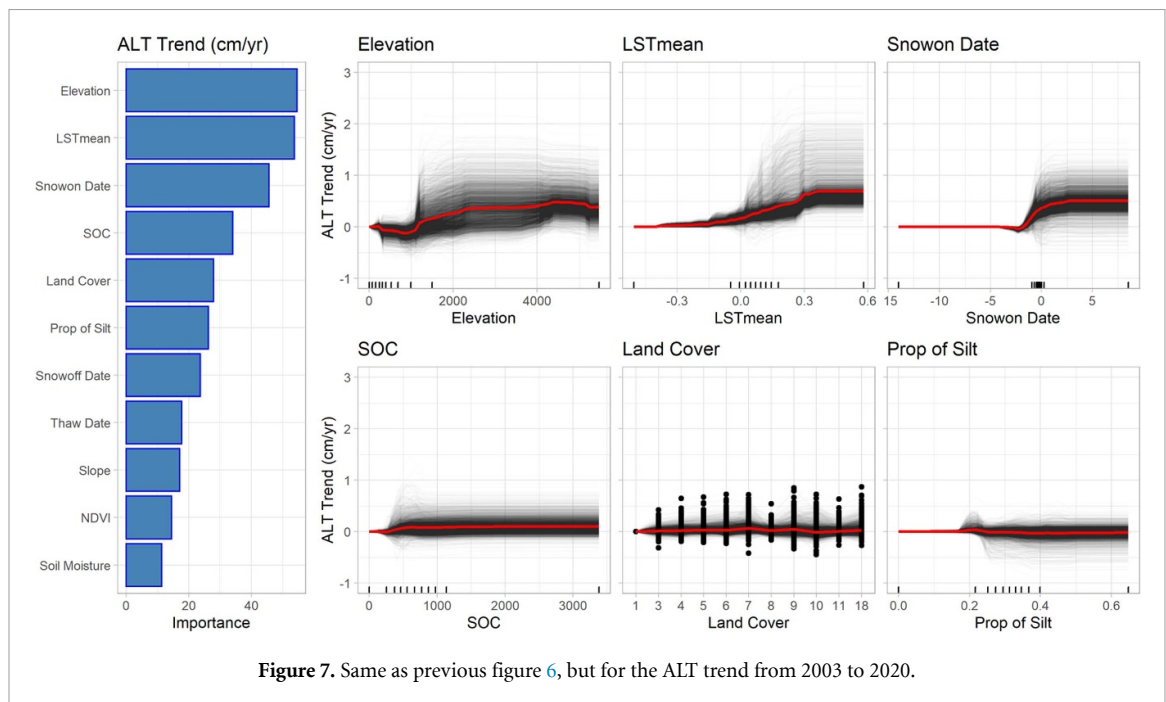 ALT Trend (cm/yr)
Elevation
LSTmean
Snowon Date
SOC
Land Cover
Prop of Silt
Snowoff Date
Thaw Date
Slope
NDVI
Soil Moisture
0 20 40
Importance
Elevation
3
2
1
0
-1
ALT Trend (cm/yr)
0 2000 4000
Elevation
LSTmean
-0.3 0.0 0.3 0.6
LSTmean
Snowon Date
15 -10 -5 0 5
Snowon Date
SOC
3
2
1
0
-1
ALT Trend (cm/yr)
0 1000 2000 3000
SOC
Land Cover
1 3 4 5 6 7 8 9 10 11 18
Land Cover
Prop of Silt
0.0 0.2 0.4 0.6
Prop of Silt
Figure 7. Same as previous figure 6, but for the ALT trend from 2003 to 2020.